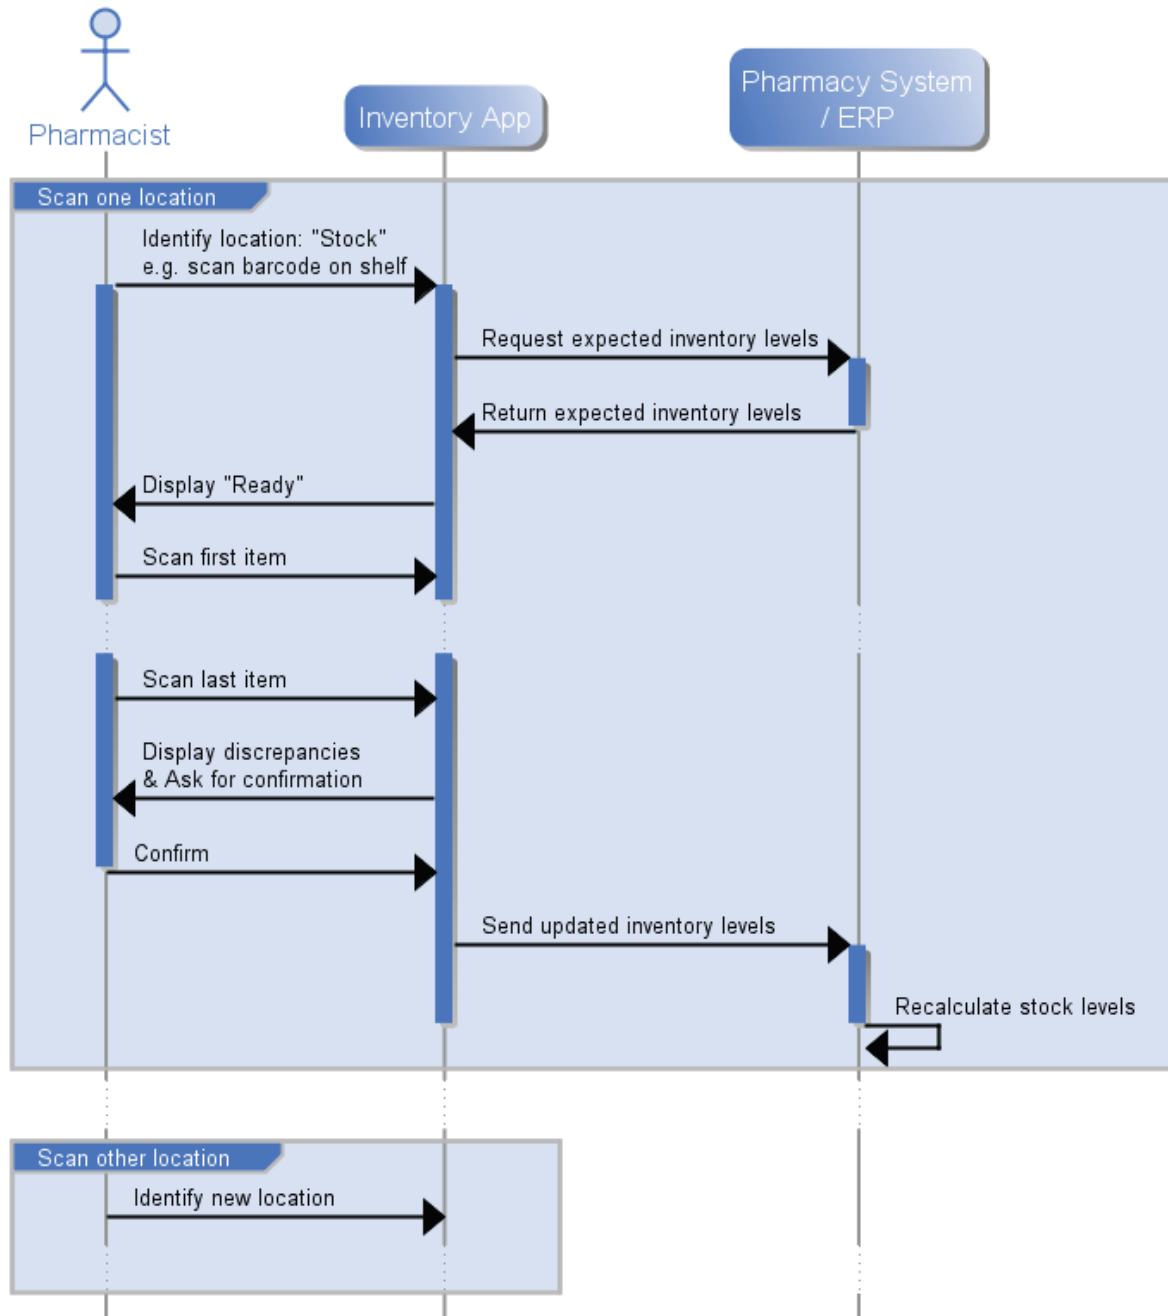 Pharmacist
Inventory App
Pharmacy System
/ ERP
Scan one location
Identify location: "Stock"
e.g. scan barcode on shelf
Request expected inventory levels
Return expected inventory levels
Display "Ready"
Scan first item
Scan last item
Display discrepancies
& Ask for confirmation
Confirm
Send updated inventory levels
Recalculate stock levels
Scan other location
Identify new location